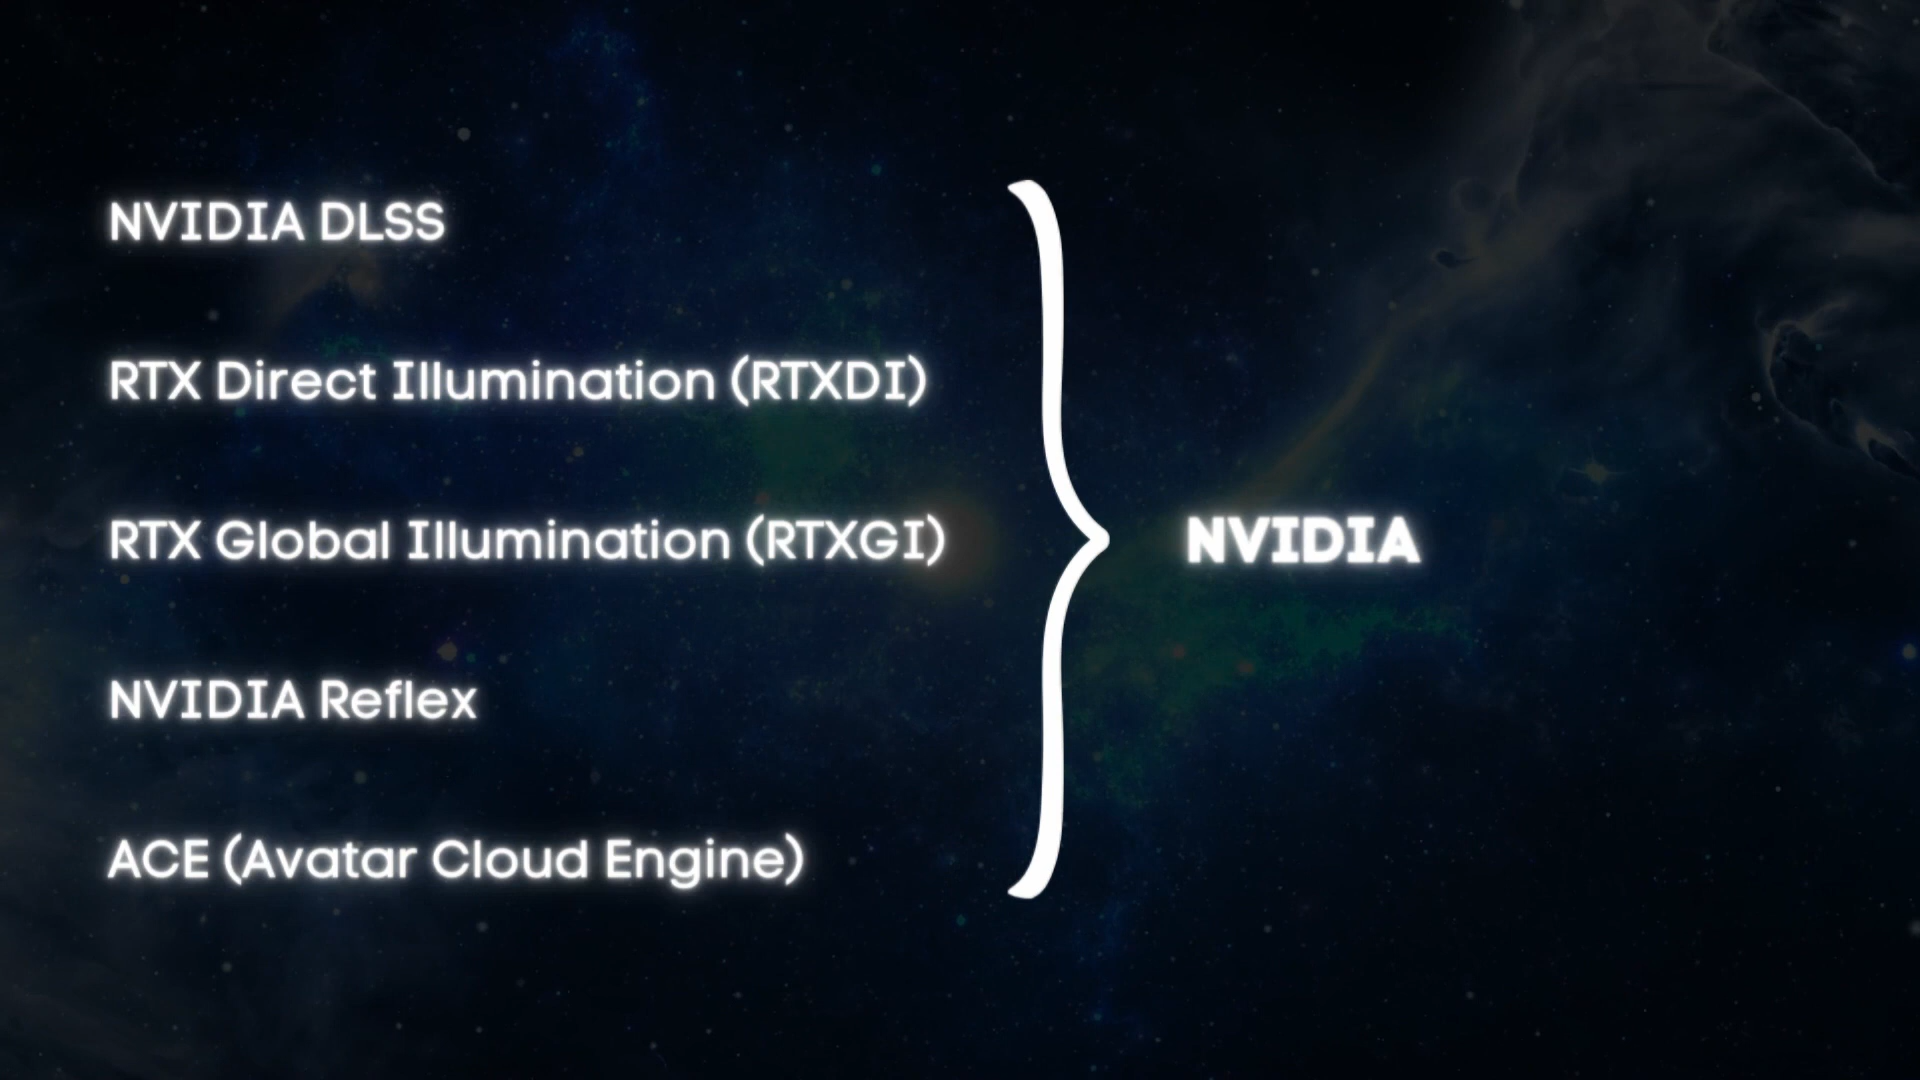 NVIDIA DLSS
RTX Direct Illumination (RTXDI)
RTX Global Illumination (RTXGI)
NVIDIA Reflex
ACE (Avatar Cloud Engine)
NVIDIA